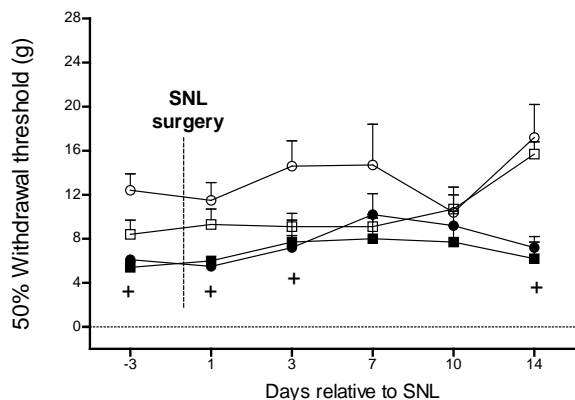 28
24
20
16
12
8
4
0
50% Withdrawal threshold (g)
SNL
surgery
+ + + +
-3 1 3 7 10 14
Days relative to SNL